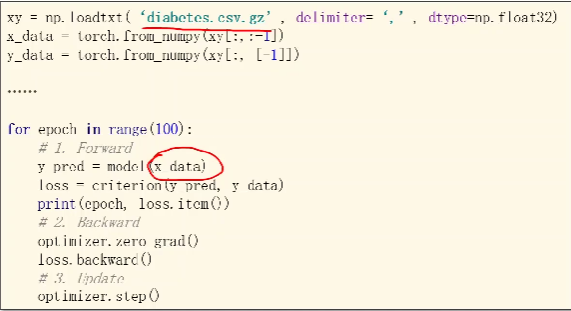 xy = np.loadtxt( ‘diabetes.csv.gz’ , delimiter= ‘,’ , dtype=np.float32)
x_data = torch.from_numpy(xy[:,:-1])
y_data = torch.from_numpy(xy[:, [-1]])
……
for epoch in range(100):
# 1. Forward
y_pred = model(x_data)
loss = criterion(y_pred, y_data)
print(epoch, loss.item())
# 2. Backward
optimizer.zero_grad()
loss.backward()
# 3. Update
optimizer.step()